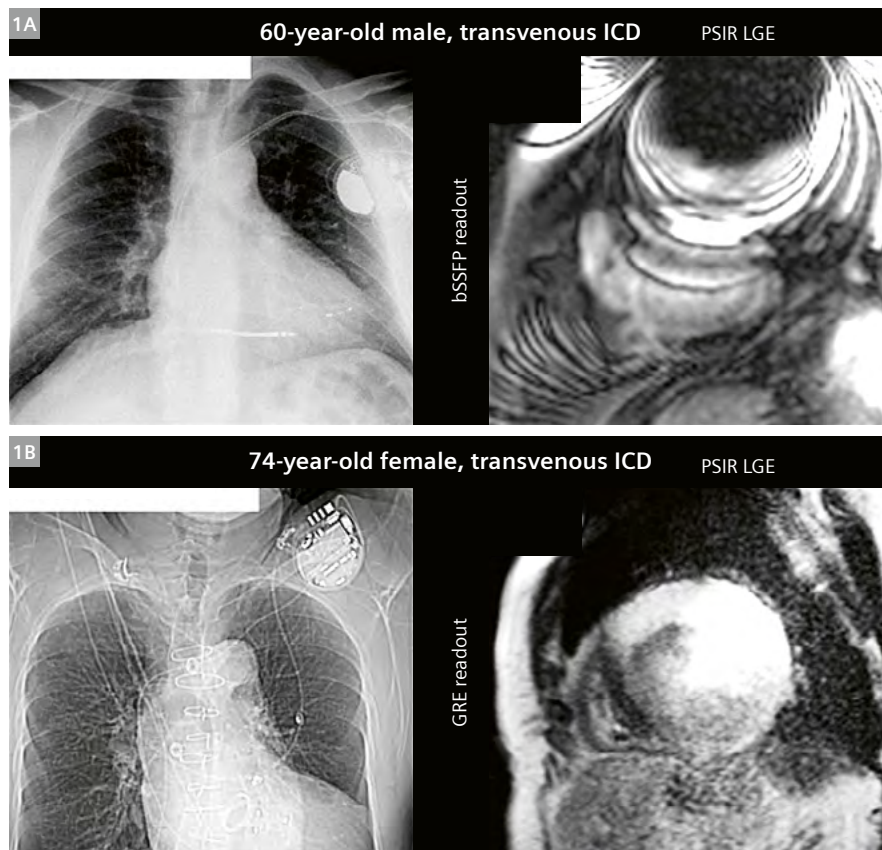 1A
60-year-old male, transvenous ICD PSIR LGE
bSSFP readout
1B
74-year-old female, transvenous ICD PSIR LGE
GRE readout